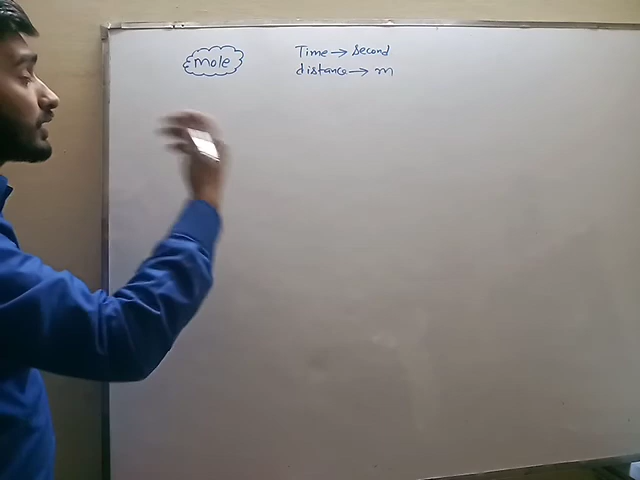 mole
Time → second
distance → m